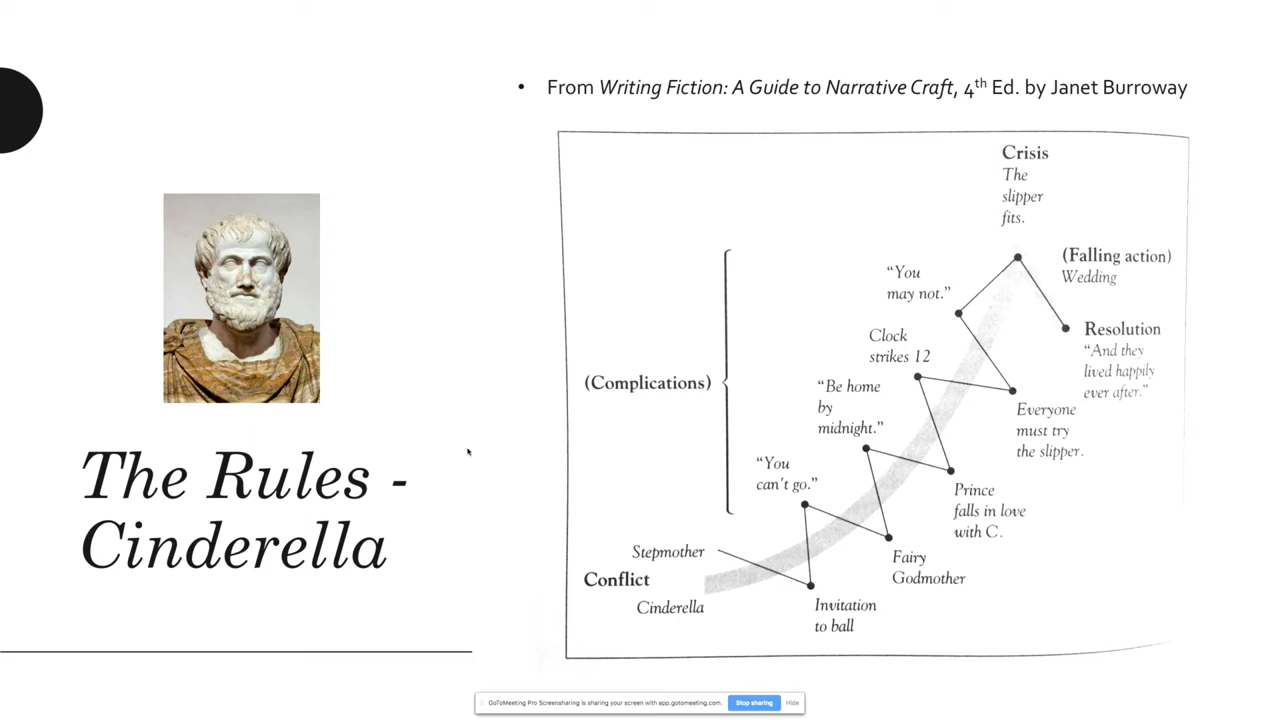 • From Writing Fiction: A Guide to Narrative Craft, 4th Ed. by Janet Burroway
The Rules -
Cinderella
Crisis
The
slipper
fits.
(Falling action)
Wedding
"You
may not."
Resolution
"And they
lived happily
ever after."
Clock
strikes 12
(Complications)
"Be home
by
midnight."
Everyone
must try
the slipper.
"You
can't go."
Prince
falls in love
with C.
Stepmother
Fairy
Godmother
Conflict
Cinderella
Invitation
to ball
GoToMeeting Pro Screensharing is sharing your screen with app.gotomeeting.com.
Stop sharing
Hide